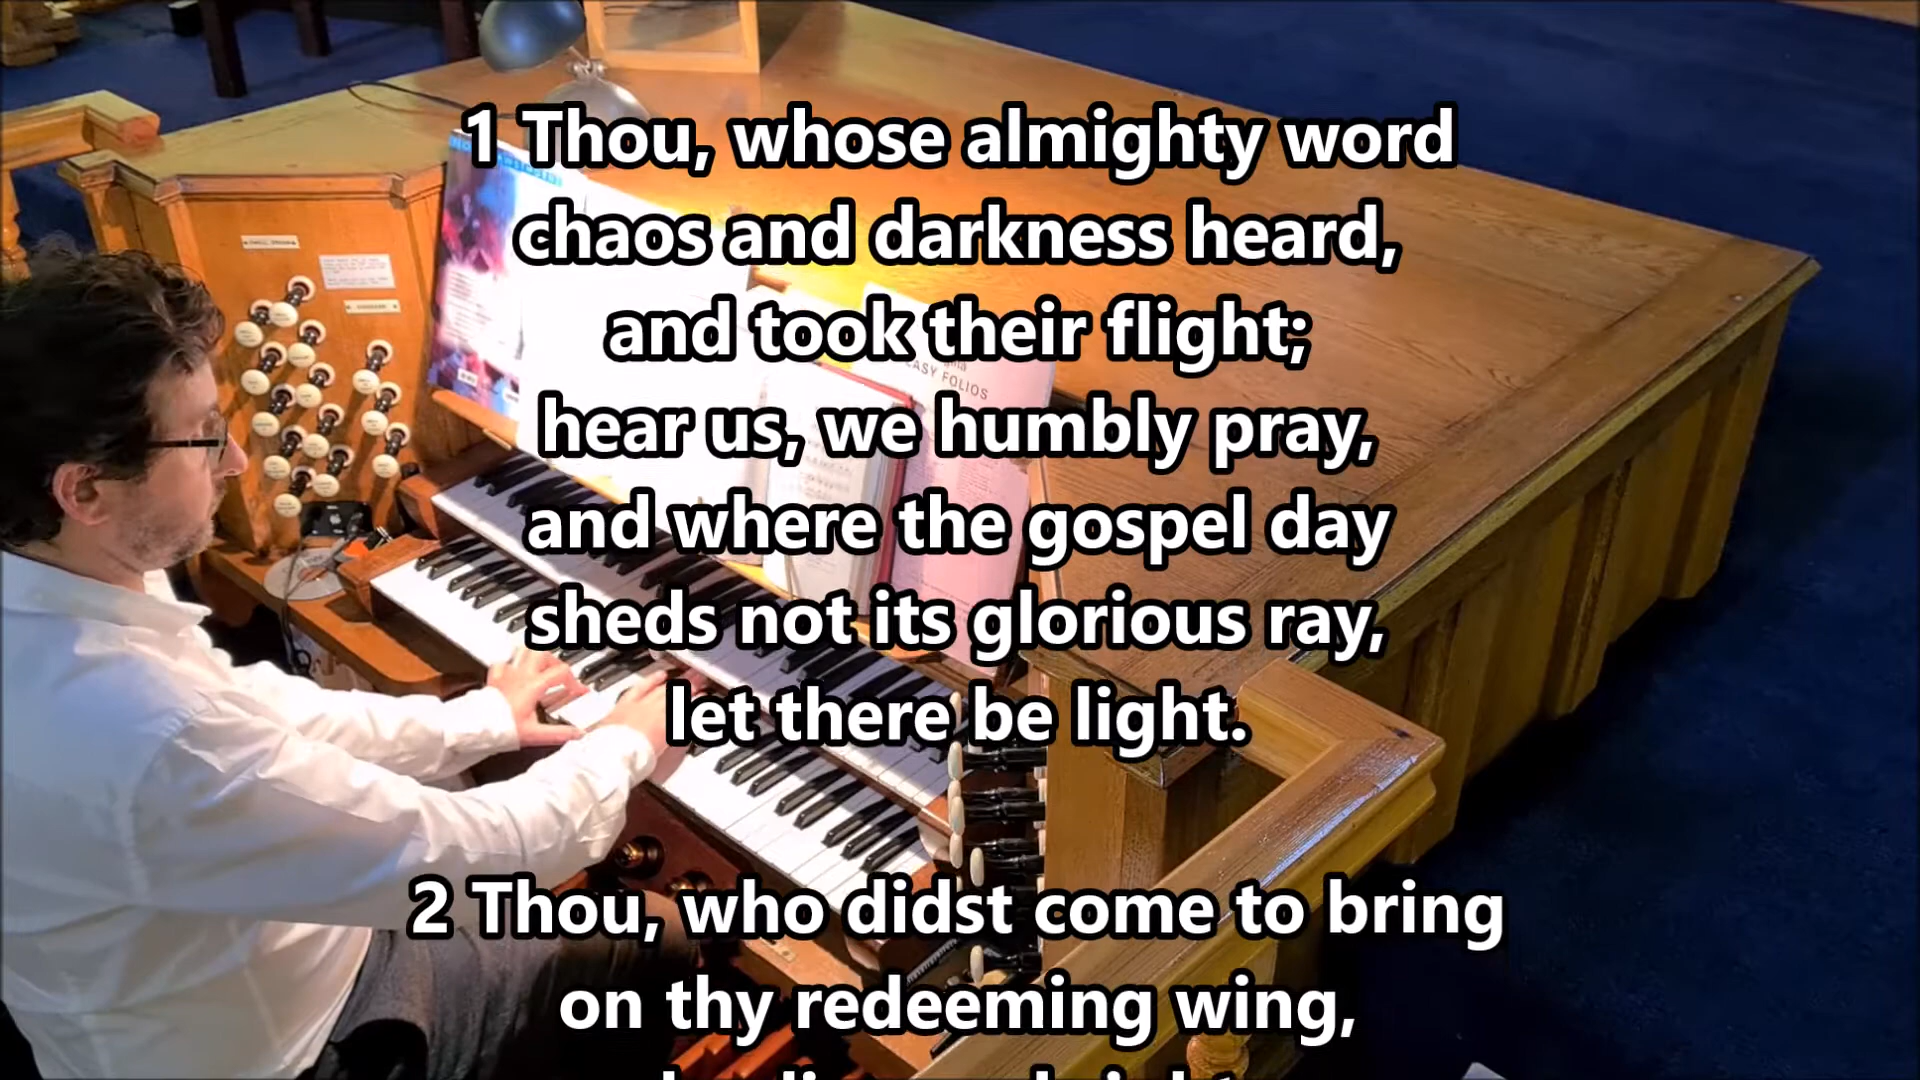 1 Thou, whose almighty word
chaos and darkness heard,
and took their flight;
hear us, we humbly pray,
and where the gospel day
sheds not its glorious ray,
let there be light.
2 Thou, who didst come to bring
on thy redeeming wing,
EASY FOLIOS